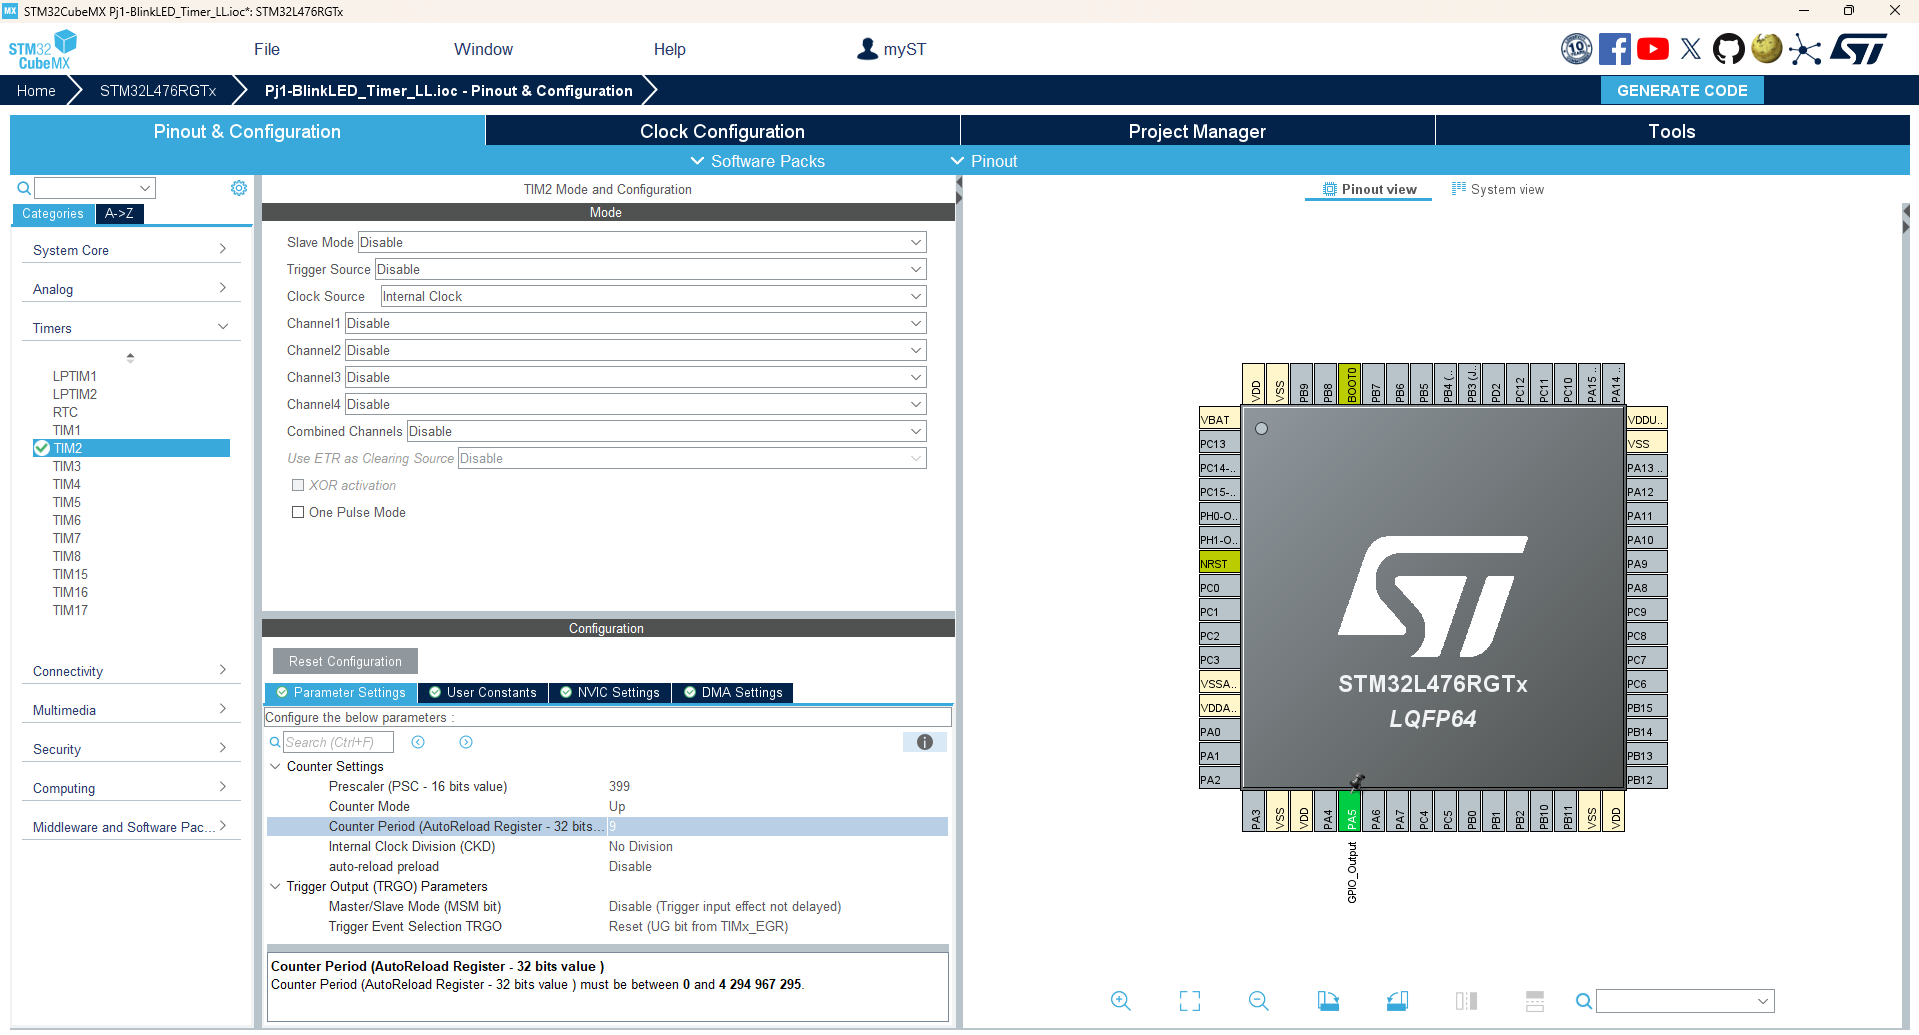 STM32CubeMX Pj1-BlinkLED_Timer_LL.ioc*: STM32L476RGTx
File
Window
Help
myST
Home
STM32L476RGTx
Pj1-BlinkLED_Timer_LL.ioc - Pinout & Configuration
GENERATE CODE
Pinout & Configuration
Clock Configuration
Project Manager
Tools
Software Packs
Pinout
Categories
A->Z
System Core
Analog
Timers
LPTIM1
LPTIM2
RTC
TIM1
TIM2
TIM3
TIM4
TIM5
TIM6
TIM7
TIM8
TIM15
TIM16
TIM17
Connectivity
Multimedia
Security
Computing
Middleware and Software Pac...
TIM2 Mode and Configuration
Mode
Slave Mode Disable
Trigger Source Disable
Clock Source Internal Clock
Channel1 Disable
Channel2 Disable
Channel3 Disable
Channel4 Disable
Combined Channels Disable
Use ETR as Clearing Source Disable
XOR activation
One Pulse Mode
Configuration
Reset Configuration
Parameter Settings
User Constants
NVIC Settings
DMA Settings
Configure the below parameters :
Search (Ctrl+F)
Counter Settings
Prescaler (PSC - 16 bits value) 399
Counter Mode Up
Counter Period (AutoReload Register - 32 bits... 9
Internal Clock Division (CKD) No Division
auto-reload preload Disable
Trigger Output (TRGO) Parameters
Master/Slave Mode (MSM bit) Disable (Trigger input effect not delayed)
Trigger Event Selection TRGO Reset (UG bit from TIMx_EGR)
Counter Period (AutoReload Register - 32 bits value )
Counter Period (AutoReload Register - 32 bits value ) must be between 0 and 4 294 967 295.
Pinout view
System view
VDD
VSS
PB9
PB8
BOOT0
PB7
PB6
PB5
PB4 (..
PB3 (J..
PD2
PC12
PC11
PC10
PA15 ..
PA14 ..
VBAT
PC13
PC14-..
PC15-..
PH0-O..
PH1-O..
NRST
PC0
PC1
PC2
PC3
VSSA..
VDDA..
PA0
PA1
PA2
STM32L476RGTx
LQFP64
VDDU..
VSS
PA13 ..
PA12
PA11
PA10
PA9
PA8
PC9
PC8
PC7
PC6
PB15
PB14
PB13
PB12
PA3
VSS
VDD
PA4
PA5
PA6
PA7
PC4
PC5
PB0
PB1
PB2
PB10
PB11
VSS
VDD
GPIO_Output